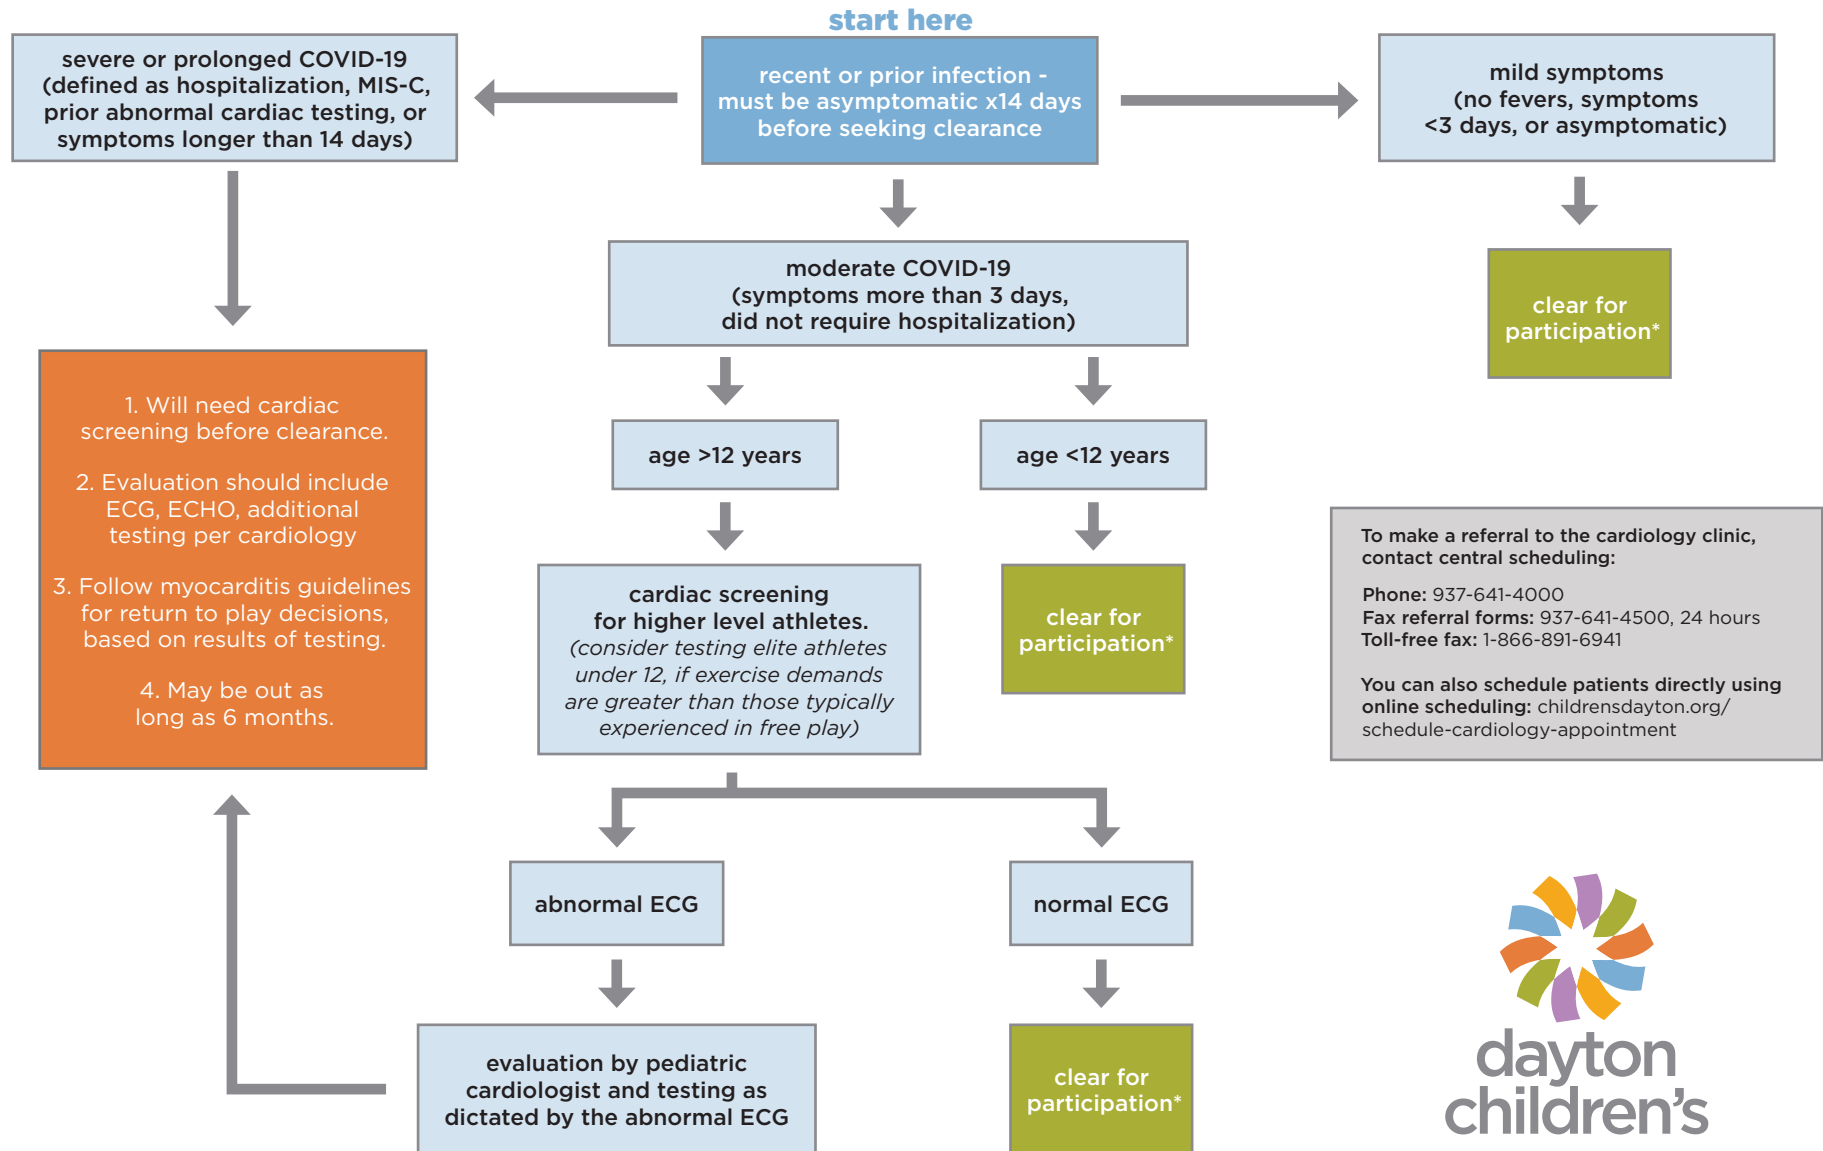 start here
recent or prior infection -
must be asymptomatic x14 days
before seeking clearance
severe or prolonged COVID-19
(defined as hospitalization, MIS-C,
prior abnormal cardiac testing, or
symptoms longer than 14 days)
mild symptoms
(no fevers, symptoms
<3 days, or asymptomatic)
clear for
participation*
moderate COVID-19
(symptoms more than 3 days,
did not require hospitalization)
1. Will need cardiac
screening before clearance.
2. Evaluation should include
ECG, ECHO, additional
testing per cardiology
3. Follow myocarditis guidelines
for return to play decisions,
based on results of testing.
4. May be out as
long as 6 months.
age >12 years
age <12 years
cardiac screening
for higher level athletes.
(consider testing elite athletes
under 12, if exercise demands
are greater than those typically
experienced in free play)
clear for
participation*
To make a referral to the cardiology clinic,
contact central scheduling:
Phone: 937-641-4000
Fax referral forms: 937-641-4500, 24 hours
Toll-free fax: 1-866-891-6941
You can also schedule patients directly using
online scheduling: childrensdayton.org/
schedule-cardiology-appointment
abnormal ECG
normal ECG
evaluation by pediatric
cardiologist and testing as
dictated by the abnormal ECG
clear for
participation*
dayton
children's